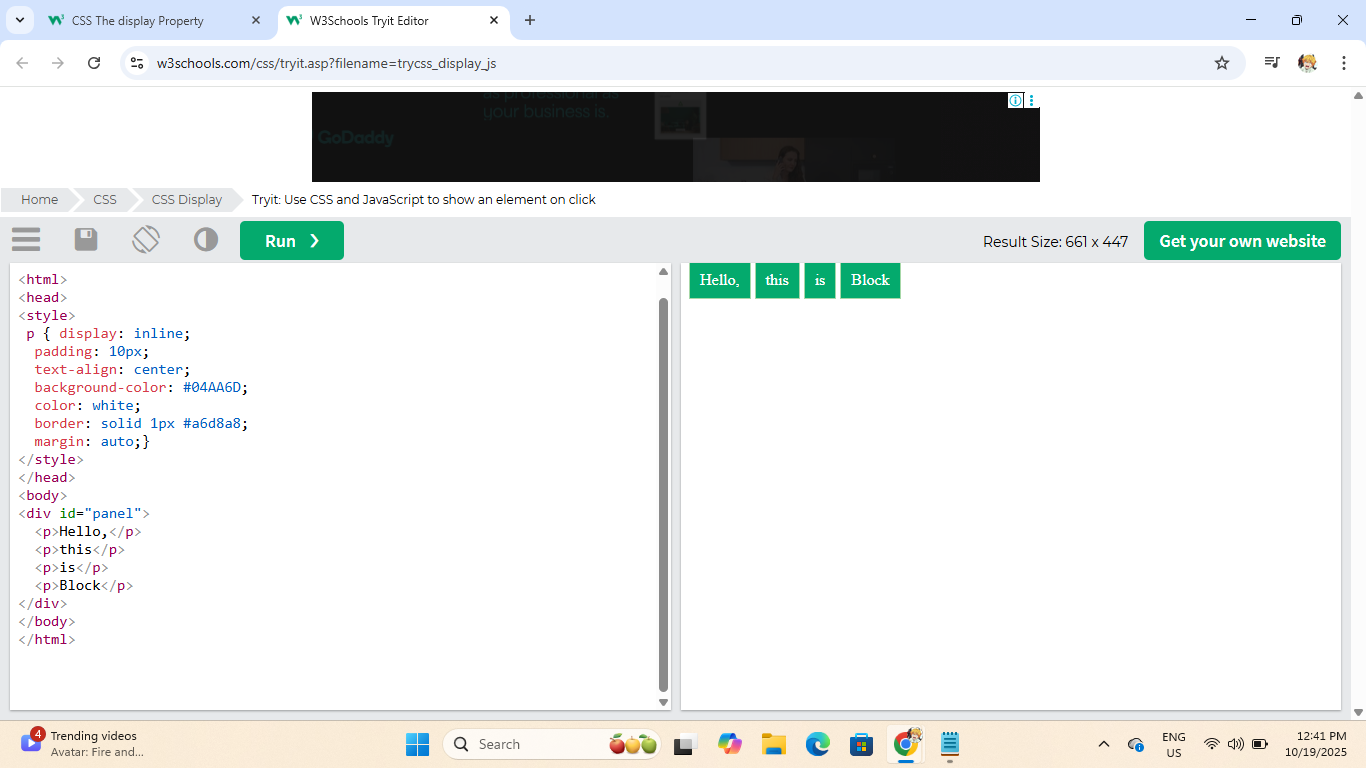 CSS The display Property
W3Schools Tryit Editor
w3schools.com/css/tryit.asp?filename=trycss_display_js
as professional as
your business is.
GoDaddy
Home
CSS
CSS Display
Tryit: Use CSS and JavaScript to show an element on click
Run ❯
Result Size: 661 x 447
Get your own website
<html>
<head>
<style>
p { display: inline;
padding: 10px;
text-align: center;
background-color: #04AA6D;
color: white;
border: solid 1px #a6d8a8;
margin: auto;}
</style>
</head>
<body>
<div id="panel">
<p>Hello,</p>
<p>this</p>
<p>is</p>
<p>Block</p>
</div>
</body>
</html>
Hello, this is Block
4
Trending videos
Avatar: Fire and...
Search
ENG
US
12:41 PM
10/19/2025